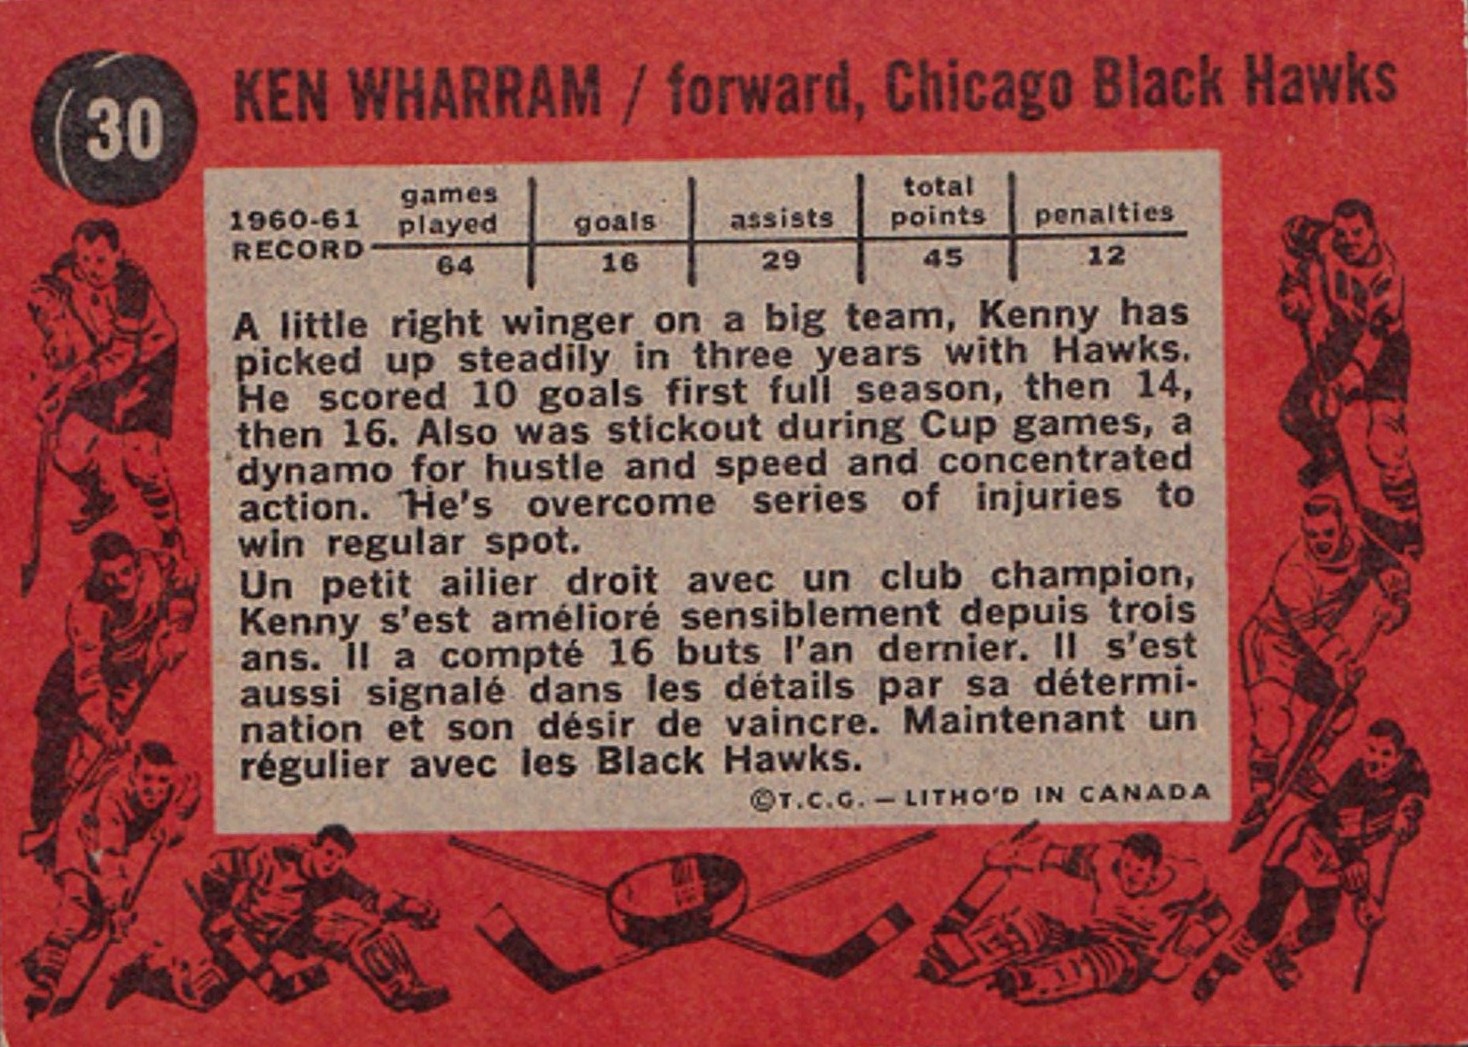 30
KEN WHARRAM / forward, Chicago Black Hawks
1960-61 RECORD
games played goals assists total points penalties
64 16 29 45 12
A little right winger on a big team, Kenny has
picked up steadily in three years with Hawks.
He scored 10 goals first full season, then 14,
then 16. Also was stickout during Cup games, a
dynamo for hustle and speed and concentrated
action. He's overcome series of injuries to
win regular spot.
Un petit ailier droit avec un club champion,
Kenny s'est amélioré sensiblement depuis trois
ans. Il a compté 16 buts l'an dernier. Il s'est
aussi signalé dans les détails par sa détermi-
nation et son désir de vaincre. Maintenant un
régulier avec les Black Hawks.
©T.C.G. — LITHO'D IN CANADA